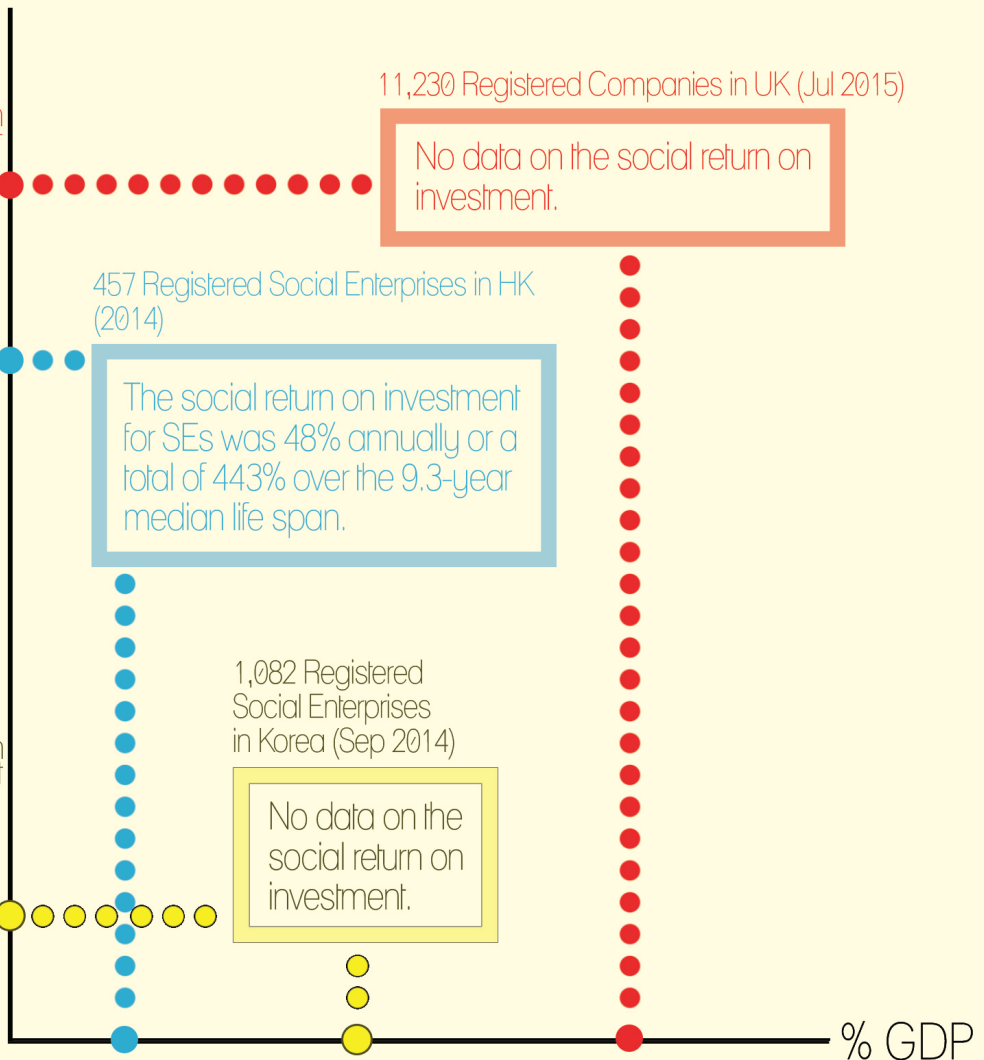 11,230 Registered Companies in UK (Jul 2015)
No data on the social return on
investment.
457 Registered Social Enterprises in HK
(2014)
The social return on investment
for SEs was 48% annually or a
total of 443% over the 9.3-year
median life span.
1,082 Registered
Social Enterprises
in Korea (Sep 2014)
No data on the
social return on
investment.
% GDP